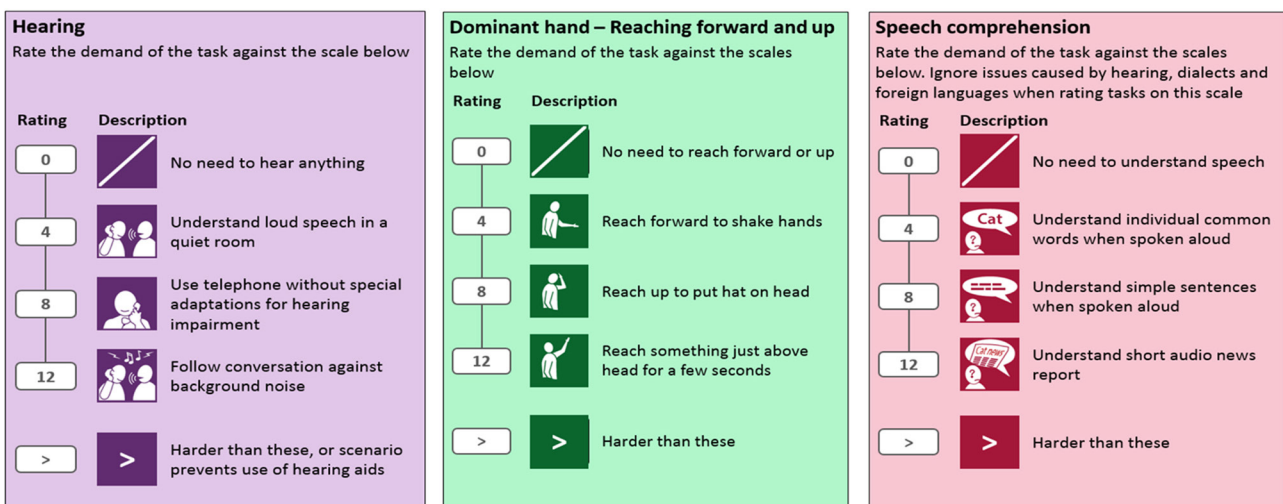 Hearing
Rate the demand of the task against the scale below
Rating Description
0 No need to hear anything
4 Understand loud speech in a
quiet room
8 Use telephone without special
adaptations for hearing
impairment
12 Follow conversation against
background noise
> > Harder than these, or scenario
prevents use of hearing aids
Dominant hand – Reaching forward and up
Rate the demand of the task against the scales
below
Rating Description
0 No need to reach forward or up
4 Reach forward to shake hands
8 Reach up to put hat on head
12 Reach something just above
head for a few seconds
> > Harder than these
Speech comprehension
Rate the demand of the task against the scales
below. Ignore issues caused by hearing, dialects and
foreign languages when rating tasks on this scale
Rating Description
0 No need to understand speech
4 Cat ? Understand individual common
words when spoken aloud
8 ? Understand simple sentences
when spoken aloud
12 Cat news ? Understand short audio news
report
> > Harder than these